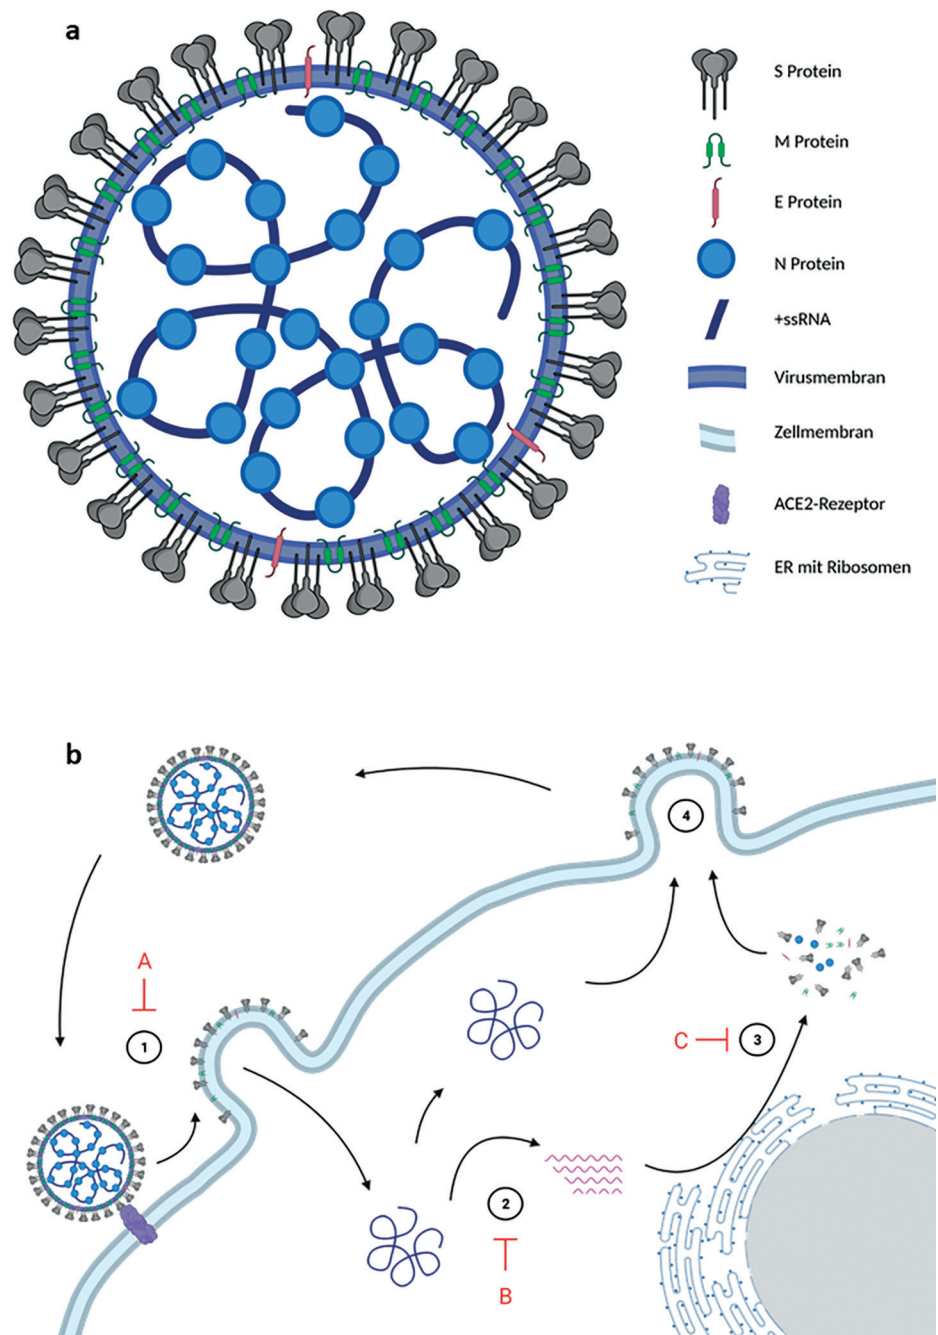 a
S Protein
M Protein
E Protein
N Protein
+ssRNA
Virusmembran
Zellmembran
ACE2-Rezeptor
ER mit Ribosomen
b
4
A
1
C
3
2
B